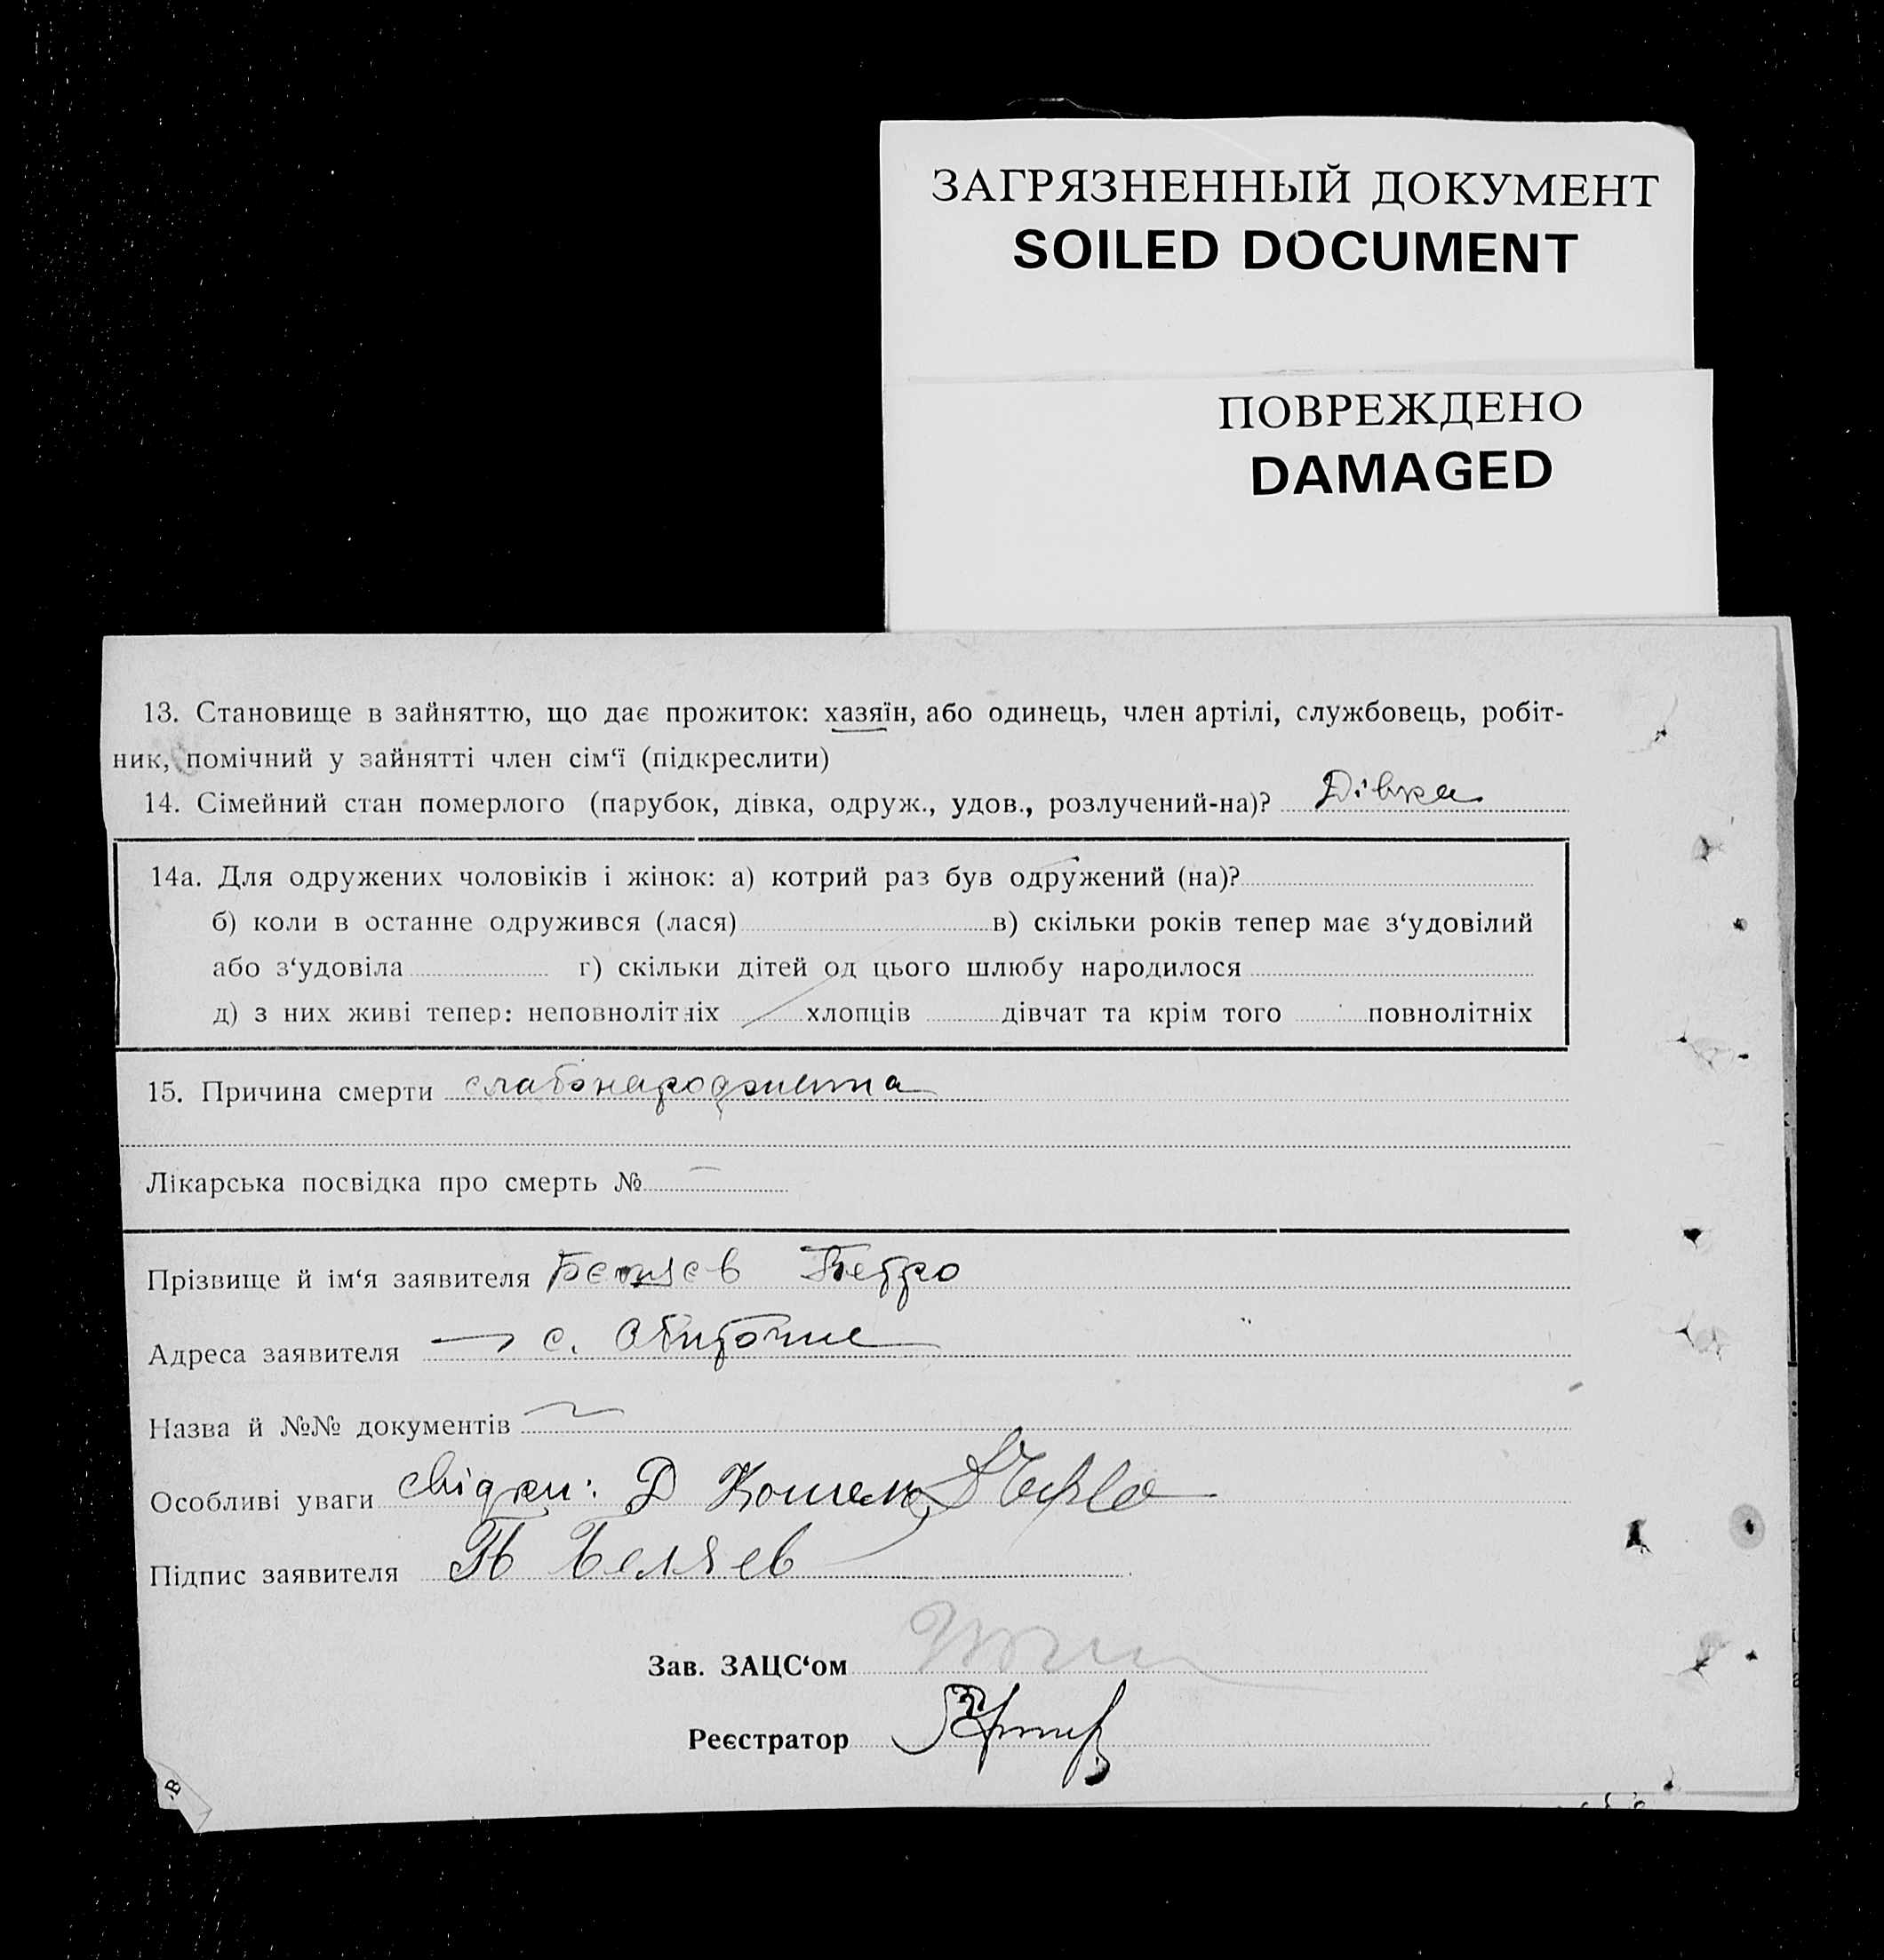 ЗАГРЯЗНЕННЫЙ ДОКУМЕНТ
SOILED DOCUMENT
ПОВРЕЖДЕНО
DAMAGED
13. Становище в зайняттю, що дає прожиток: хазяїн, або одинець, член артілі, службовець, робіт-
ник, помічний у зайнятті член сім‘ї (підкреслити)
14. Сімейний стан померлого (парубок, дівка, одруж., удов., розлучений-на)? Дівка
14а. Для одружених чоловіків і жінок: а) котрий раз був одружений (на)?
б) коли в останне одружився (лася) в) скільки років тепер має з‘удовілий
або з‘удовіла г) скільки дітей од цього шлюбу народилося
д) з них живі тепер: неповнолітніх хлопців дівчат та крім того повнолітніх
15. Причина смерти слабонароджена
Лікарська посвідка про смерть № —
Прізвище й ім‘я заявителя Беляєв Петро
Адреса заявителя с.
Назва й №№ документів
Особливі уваги свідки: Д
Підпис заявителя П Беляев
Зав. ЗАЦС‘ом
Реєстратор